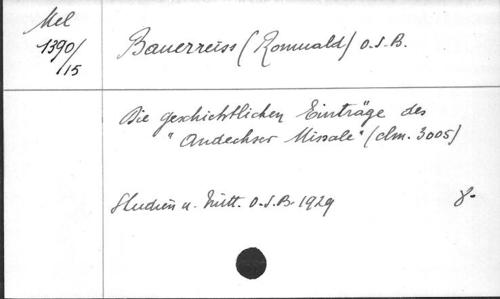 Mel
1390/
/15
Bauerreiss (Romuald) O.S.B.
Die geschichtlichen Einträge des
"Andechser Missale" (clm. 3005)
Studien u. Mitt. O.S.B. 1929 8-